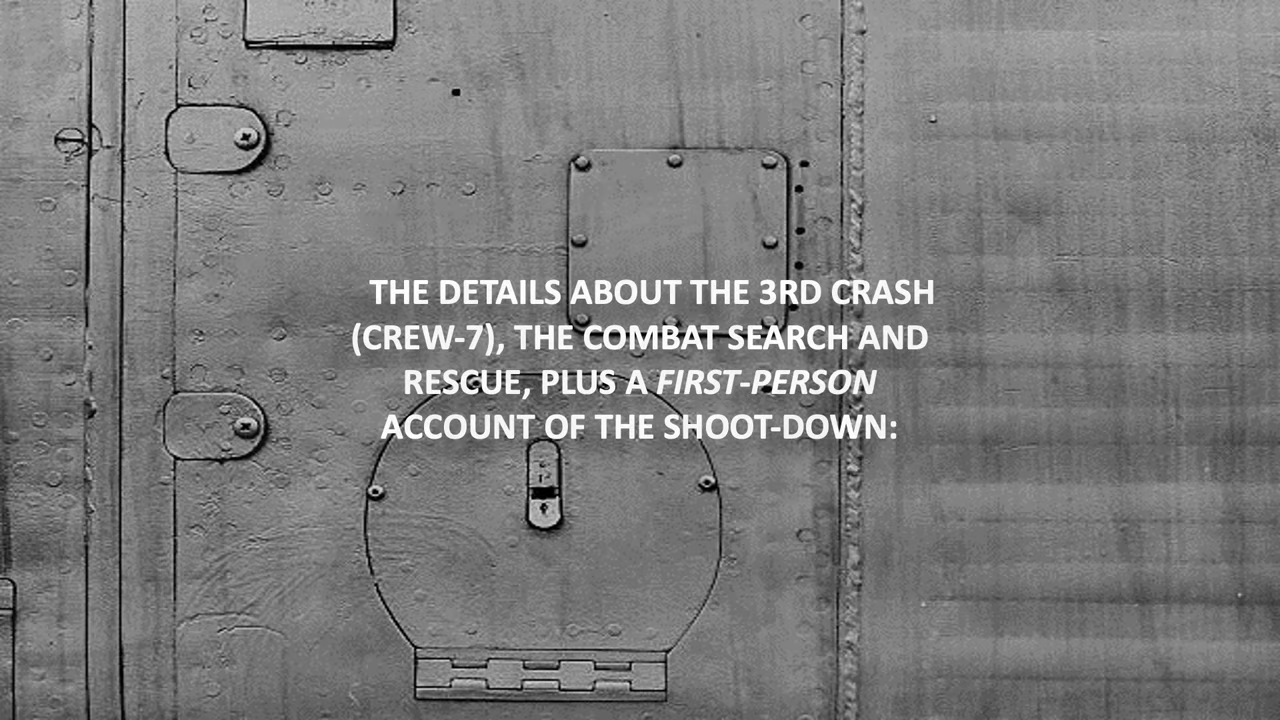 THE DETAILS ABOUT THE 3RD CRASH
(CREW-7), THE COMBAT SEARCH AND
RESCUE, PLUS A FIRST-PERSON
ACCOUNT OF THE SHOOT-DOWN: